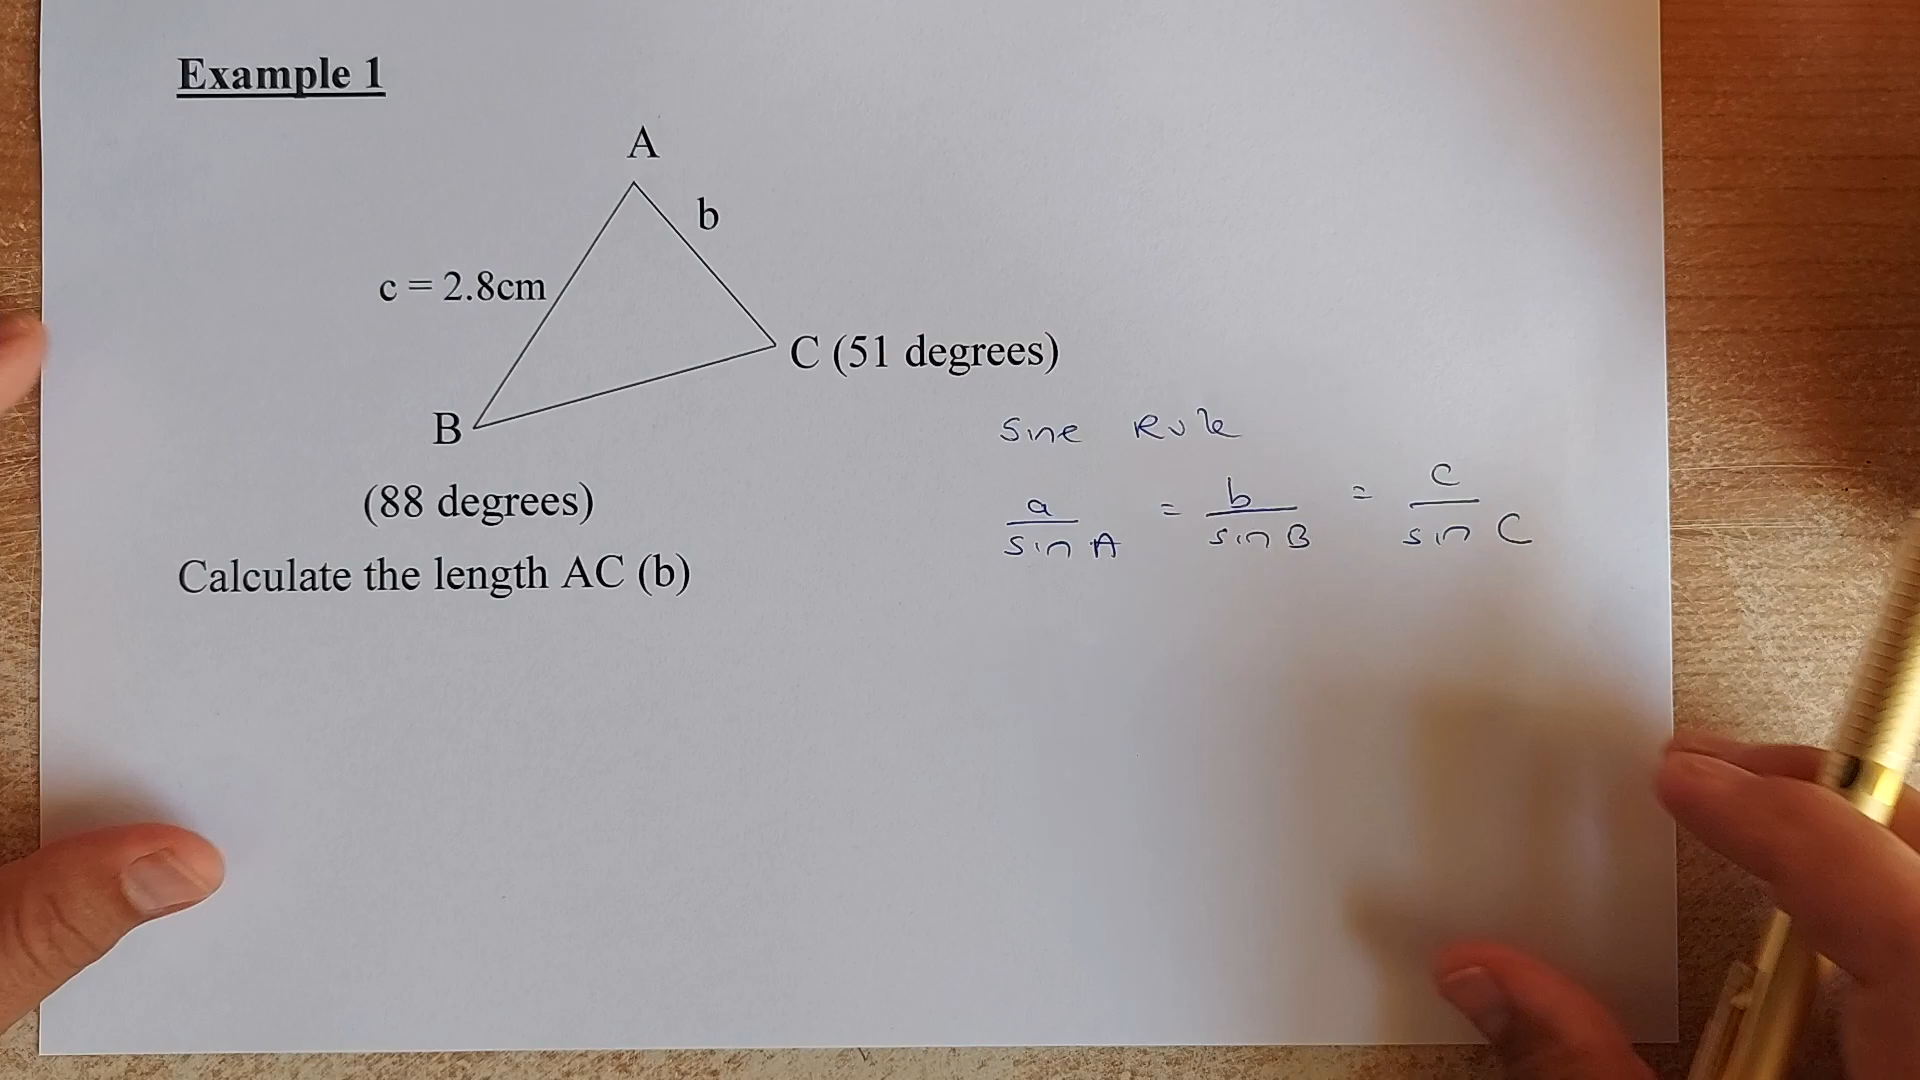 Example 1
A
b
c = 2.8cm
C (51 degrees)
B
(88 degrees)
Calculate the length AC (b)
Sine Rule
a/sin A = b/sin B = c/sin C